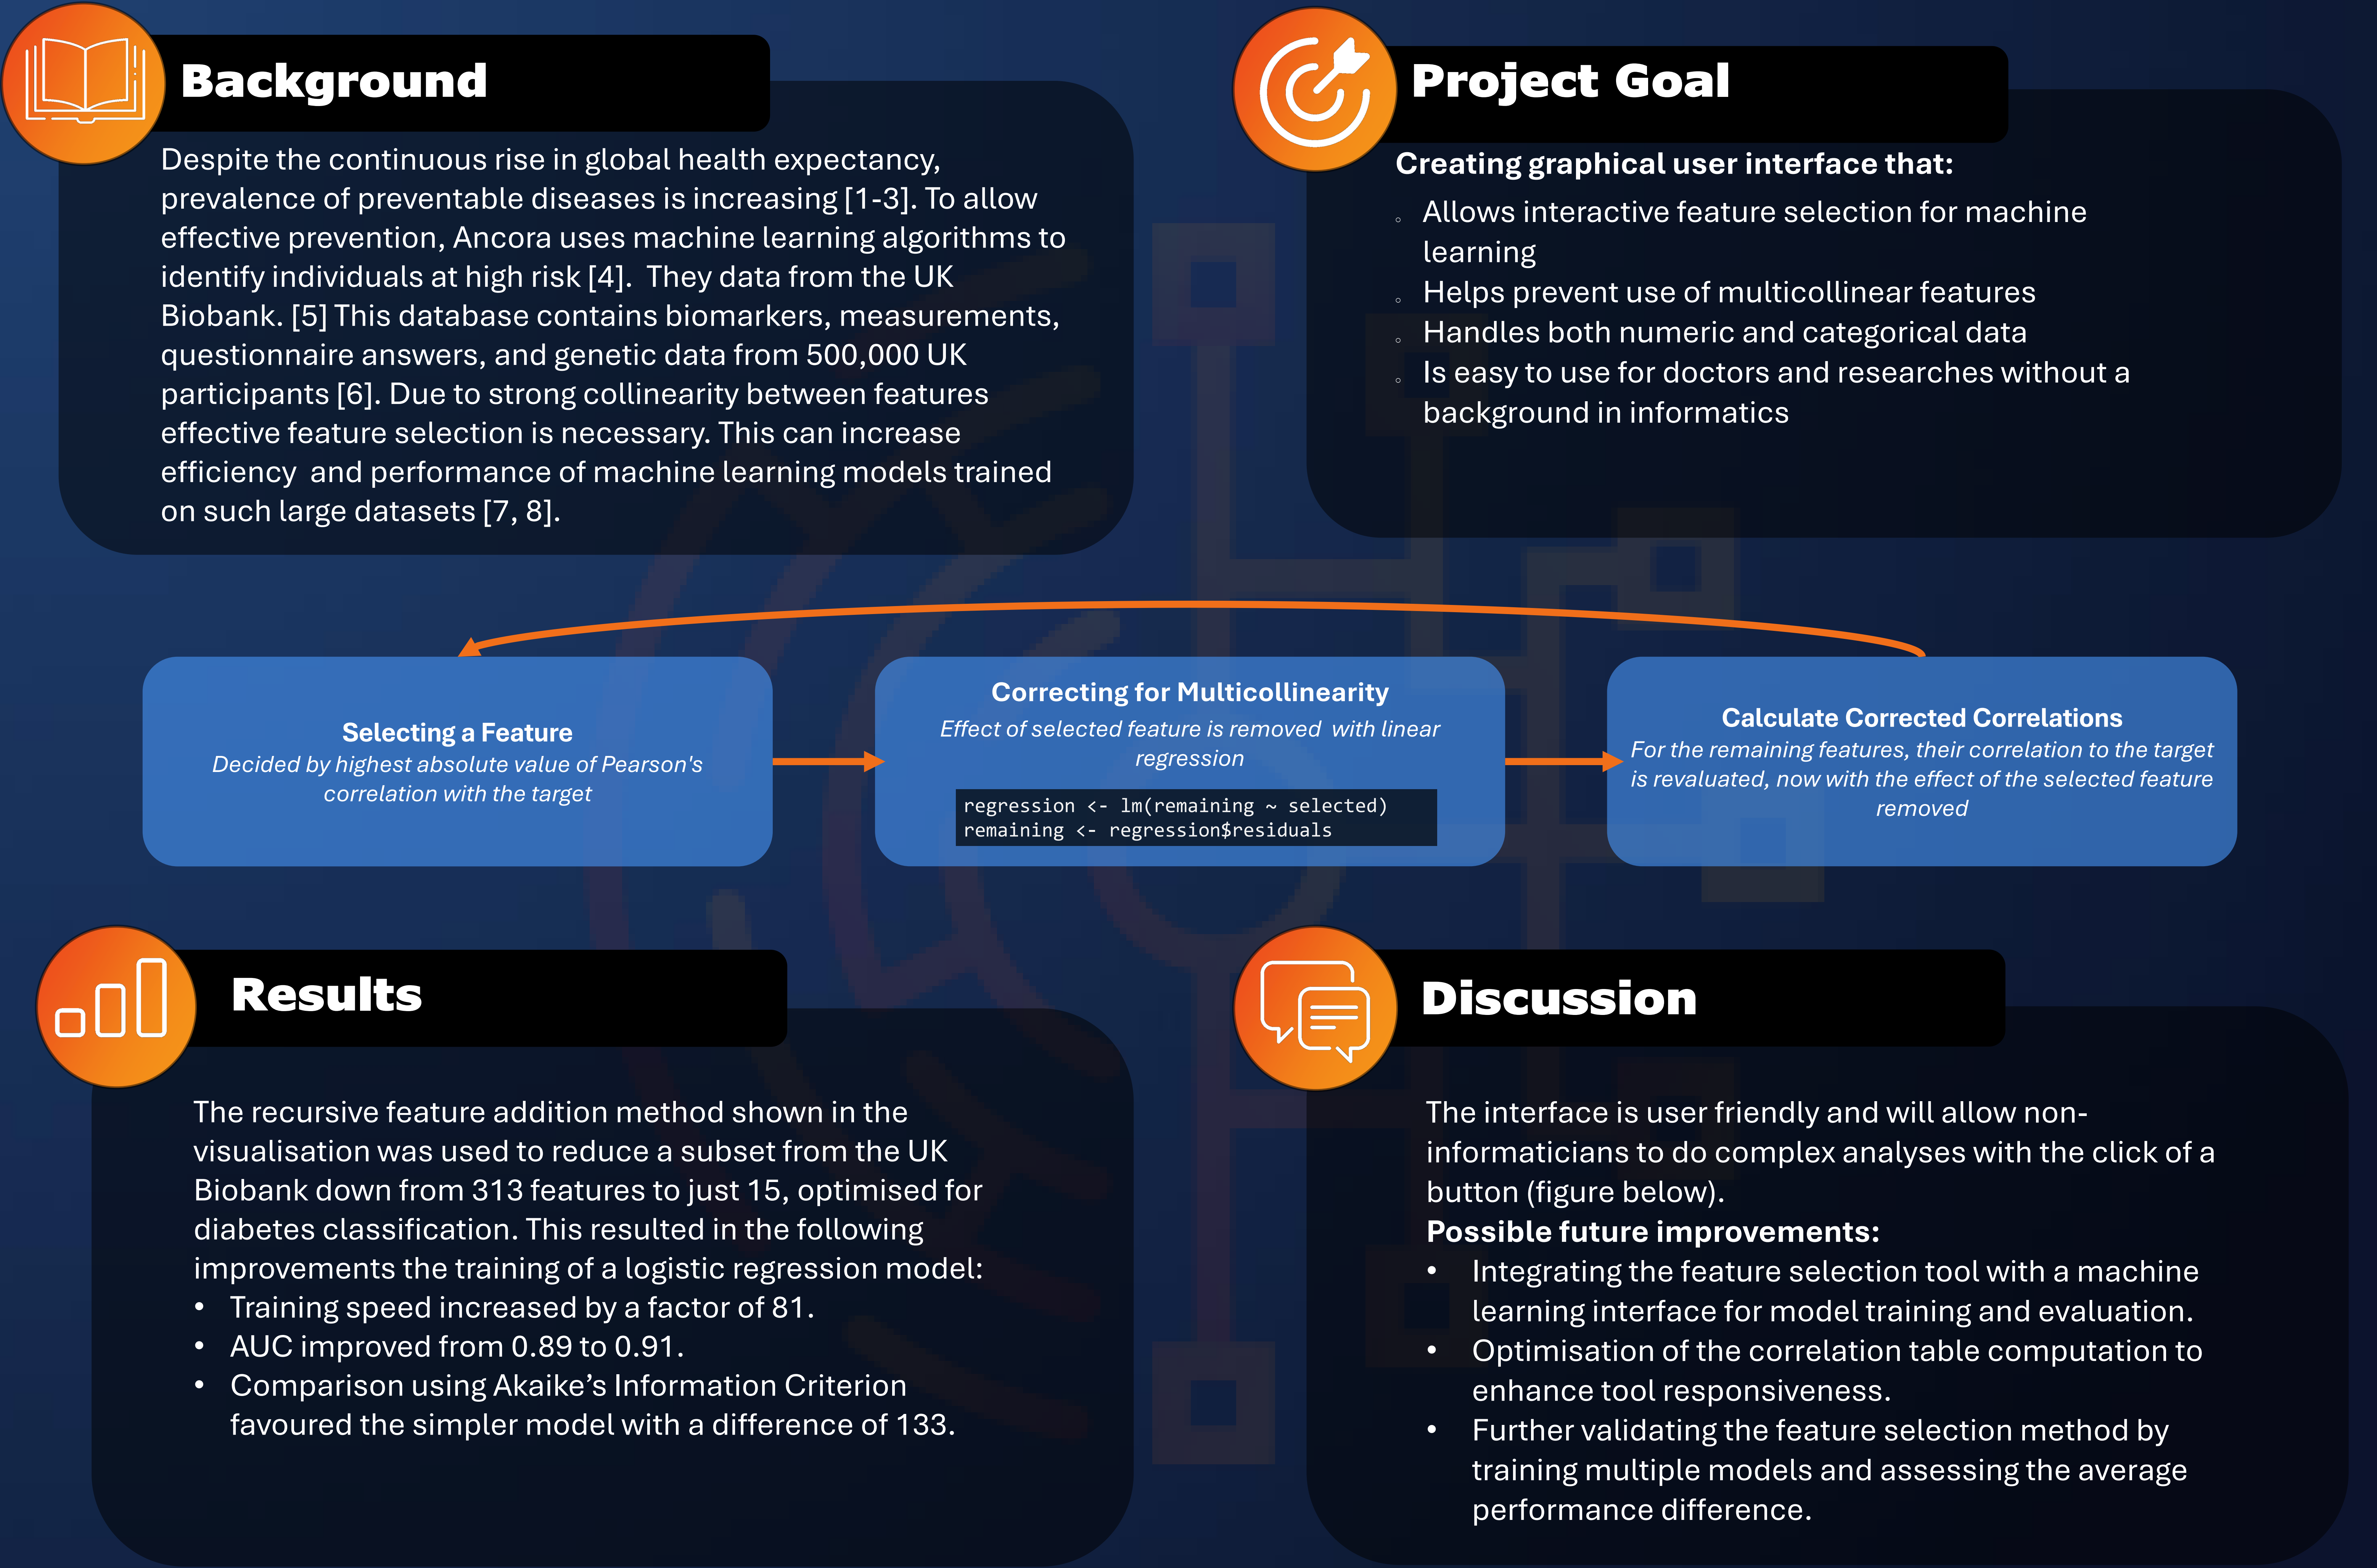 Background
Despite the continuous rise in global health expectancy,
prevalence of preventable diseases is increasing [1-3]. To allow
effective prevention, Ancora uses machine learning algorithms to
identify individuals at high risk [4].  They data from the UK
Biobank. [5] This database contains biomarkers, measurements,
questionnaire answers, and genetic data from 500,000 UK
participants [6]. Due to strong collinearity between features
effective feature selection is necessary. This can increase
efficiency  and performance of machine learning models trained
on such large datasets [7, 8].
Project Goal
Creating graphical user interface that:
○ Allows interactive feature selection for machine
learning
○ Helps prevent use of multicollinear features
○ Handles both numeric and categorical data
○ Is easy to use for doctors and researches without a
background in informatics
Selecting a Feature
Decided by highest absolute value of Pearson's
correlation with the target
Correcting for Multicollinearity
Effect of selected feature is removed  with linear
regression
regression <- lm(remaining ~ selected)
remaining <- regression$residuals
Calculate Corrected Correlations
For the remaining features, their correlation to the target
is revaluated, now with the effect of the selected feature
removed
Results
The recursive feature addition method shown in the
visualisation was used to reduce a subset from the UK
Biobank down from 313 features to just 15, optimised for
diabetes classification. This resulted in the following
improvements the training of a logistic regression model:
• Training speed increased by a factor of 81.
• AUC improved from 0.89 to 0.91.
• Comparison using Akaike’s Information Criterion
favoured the simpler model with a difference of 133.
Discussion
The interface is user friendly and will allow non-
informaticians to do complex analyses with the click of a
button (figure below).
Possible future improvements:
• Integrating the feature selection tool with a machine
learning interface for model training and evaluation.
• Optimisation of the correlation table computation to
enhance tool responsiveness.
• Further validating the feature selection method by
training multiple models and assessing the average
performance difference.